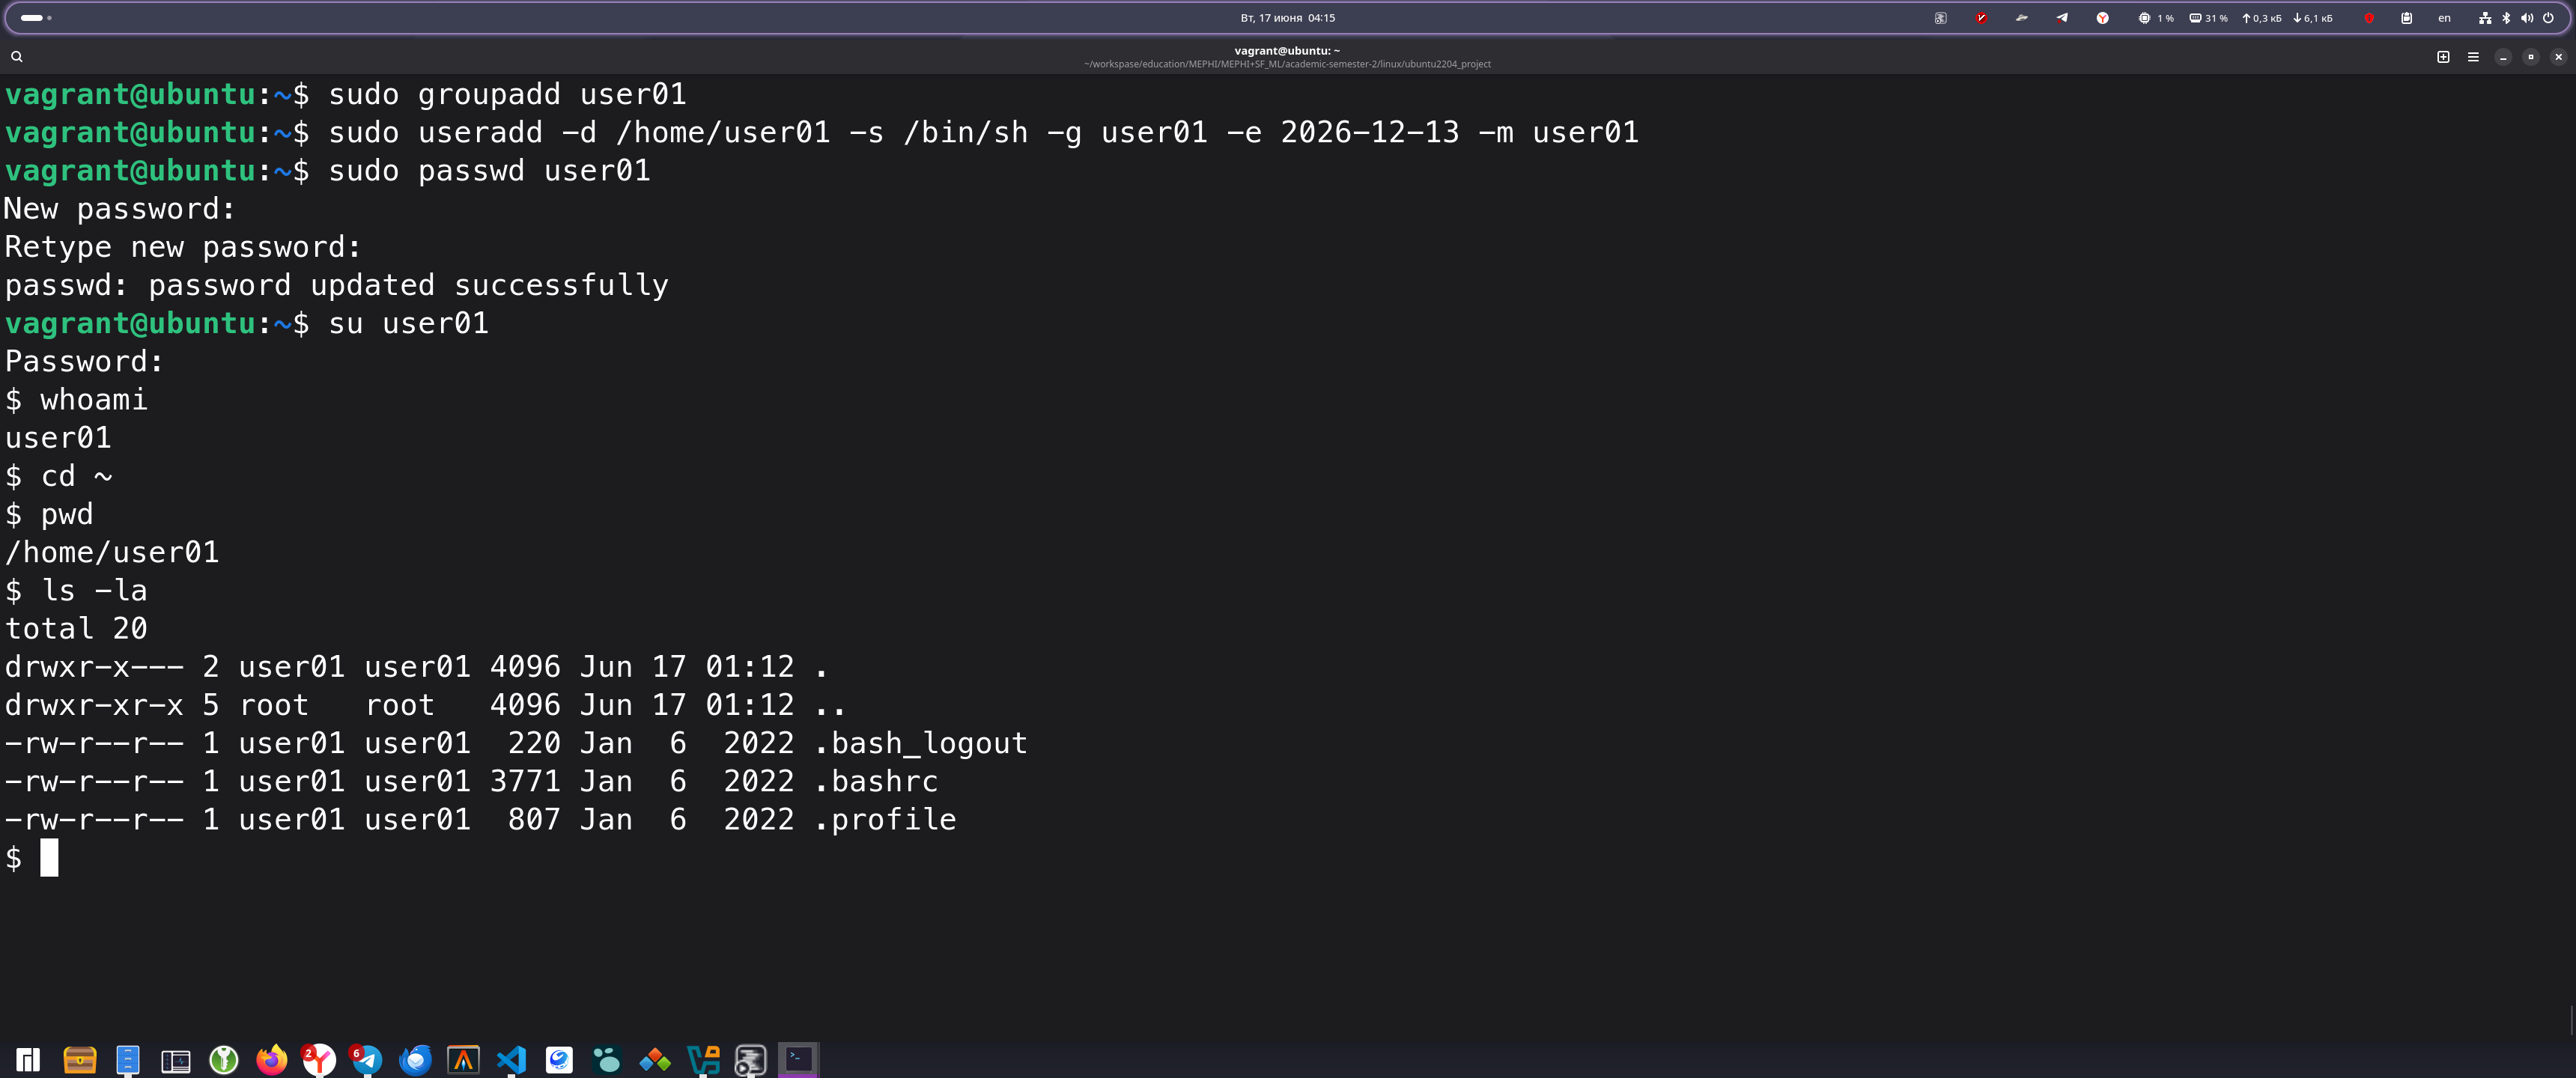 Вт, 17 июня 04:15
1 % 31 % 0,3 кБ 6,1 кБ en
vagrant@ubuntu: ~
~/workspase/education/MEPHI/MEPHI+SF_ML/academic-semester-2/linux/ubuntu2204_project
vagrant@ubuntu:~$ sudo groupadd user01
vagrant@ubuntu:~$ sudo useradd -d /home/user01 -s /bin/sh -g user01 -e 2026-12-13 -m user01
vagrant@ubuntu:~$ sudo passwd user01
New password:
Retype new password:
passwd: password updated successfully
vagrant@ubuntu:~$ su user01
Password:
$ whoami
user01
$ cd ~
$ pwd
/home/user01
$ ls -la
total 20
drwxr-x--- 2 user01 user01 4096 Jun 17 01:12 .
drwxr-xr-x 5 root   root   4096 Jun 17 01:12 ..
-rw-r--r-- 1 user01 user01  220 Jan  6  2022 .bash_logout
-rw-r--r-- 1 user01 user01 3771 Jan  6  2022 .bashrc
-rw-r--r-- 1 user01 user01  807 Jan  6  2022 .profile
$
2 6